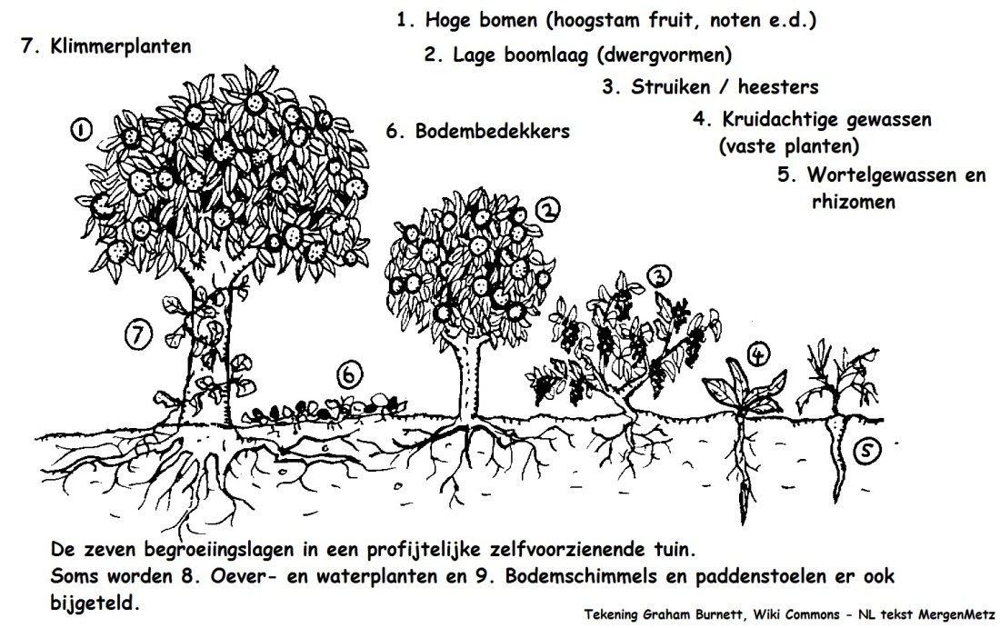 1. Hoge bomen (hoogstam fruit, noten e.d.)
7. Klimmerplanten
2. Lage boomlaag (dwergvormen)
3. Struiken / heesters
4. Kruidachtige gewassen
(vaste planten)
6. Bodembedekkers
5. Wortelgewassen en
rhizomen
1
2
3
7
4
6
5
De zeven begroeiingslagen in een profijtelijke zelfvoorzienende tuin.
Soms worden 8. Oever- en waterplanten en 9. Bodemschimmels en paddenstoelen er ook
bijgeteld.
Tekening Graham Burnett, Wiki Commons - NL tekst MergenMetz